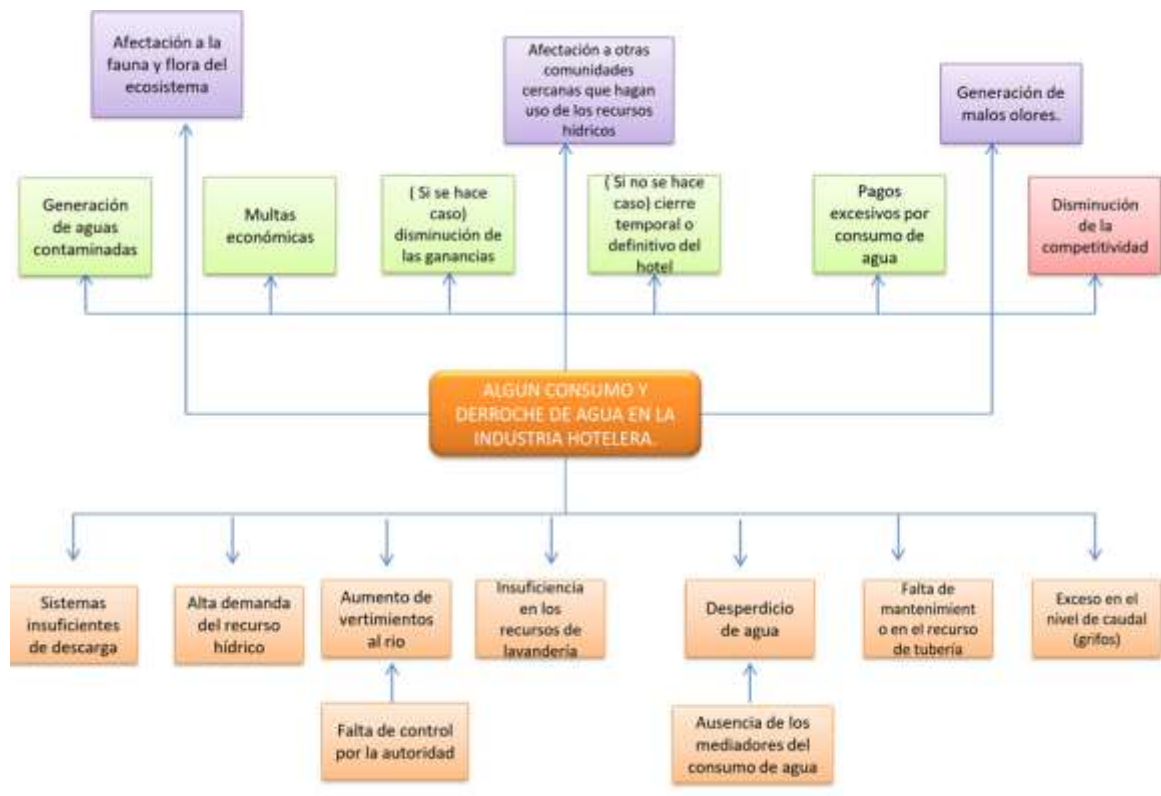 Afectación a la
fauna y flora del
ecosistema
Afectación a otras
comunidades
cercanas que hagan
uso de los recursos
hídricos
Generación de
malos olores.
Generación
de aguas
contaminadas
Multas
económicas
( Si se hace
caso)
disminución de
las ganancias
( Si no se hace
caso) cierre
temporal o
definitivo del
hotel
Pagos
excesivos por
consumo de
agua
Disminución
de la
competitividad
ALGUN CONSUMO Y
DERROCHE DE AGUA EN LA
INDUSTRIA HOTELERA.
Sistemas
insuficientes
de descarga
Alta demanda
del recurso
hídrico
Aumento de
vertimientos
al rio
Insuficiencia
en los
recursos de
lavandería
Desperdicio
de agua
Falta de
mantenimient
o en el recurso
de tubería
Exceso en el
nivel de caudal
(grifos)
Falta de control
por la autoridad
Ausencia de los
mediadores del
consumo de agua